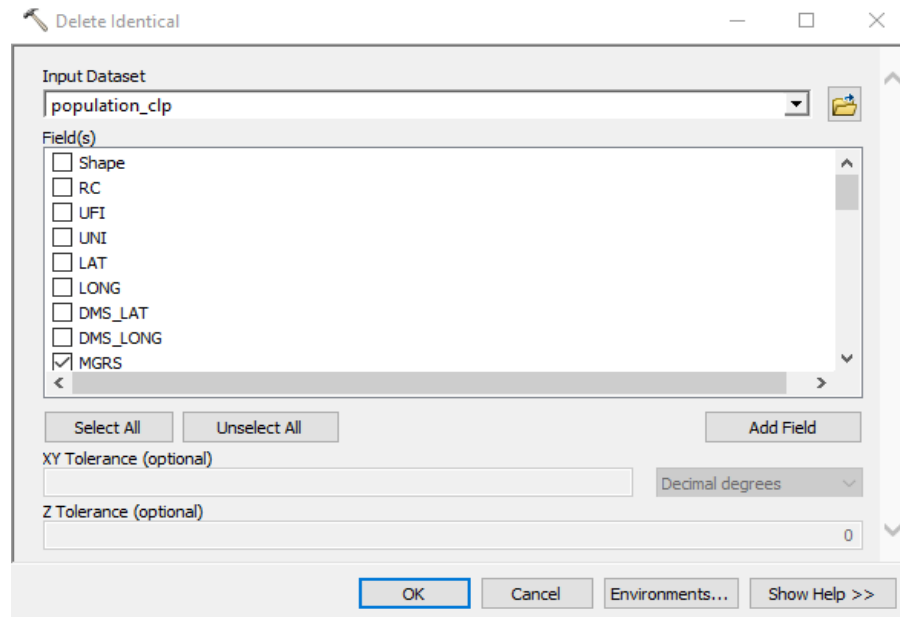 Delete Identical
Input Dataset
population_clp
Field(s)
Shape
RC
UFI
UNI
LAT
LONG
DMS_LAT
DMS_LONG
MGRS
Select All Unselect All Add Field
XY Tolerance (optional)
Decimal degrees
Z Tolerance (optional)
0
OK Cancel Environments... Show Help >>